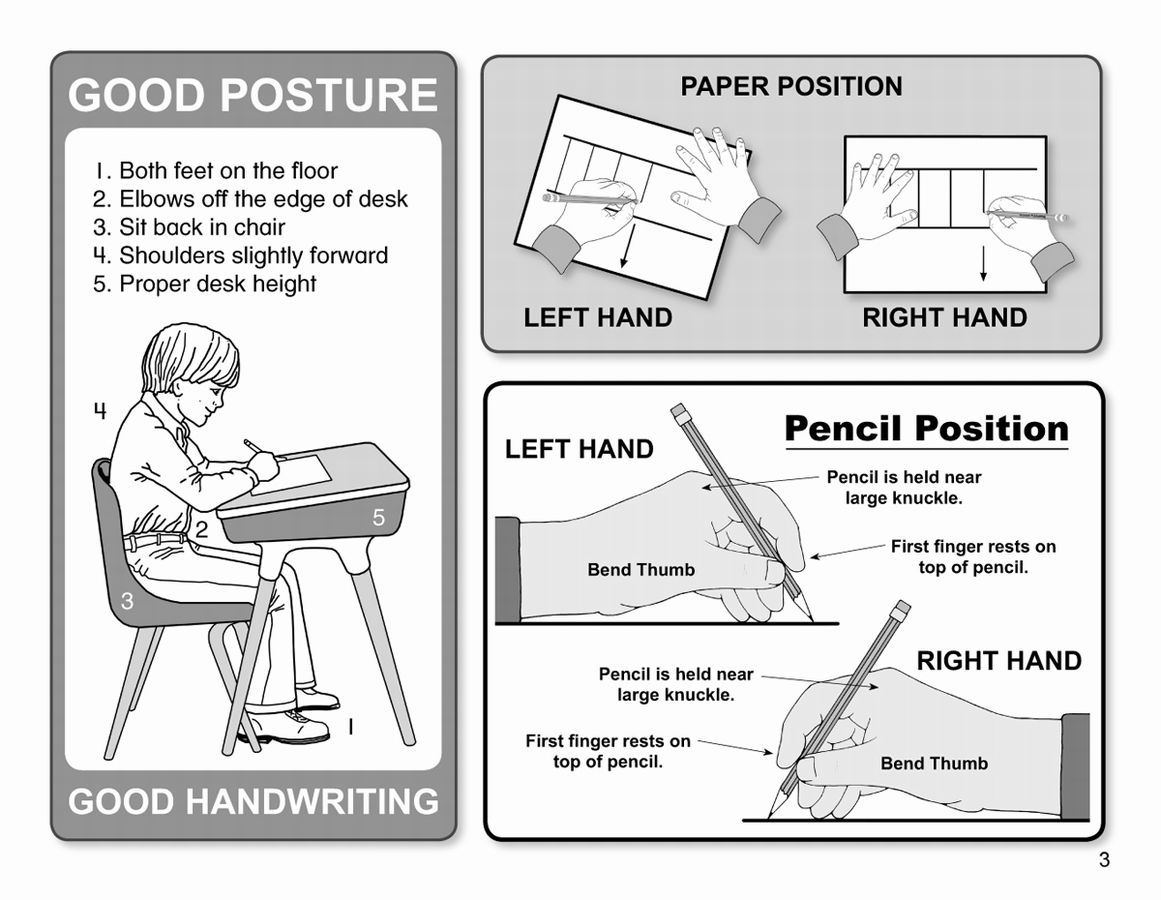 GOOD POSTURE
1. Both feet on the floor
2. Elbows off the edge of desk
3. Sit back in chair
4. Shoulders slightly forward
5. Proper desk height
4
5
2
3
1
GOOD HANDWRITING
PAPER POSITION
LEFT HAND
RIGHT HAND
Pencil Position
LEFT HAND
Pencil is held near
large knuckle.
First finger rests on
top of pencil.
Bend Thumb
RIGHT HAND
Pencil is held near
large knuckle.
First finger rests on
top of pencil.
Bend Thumb
3